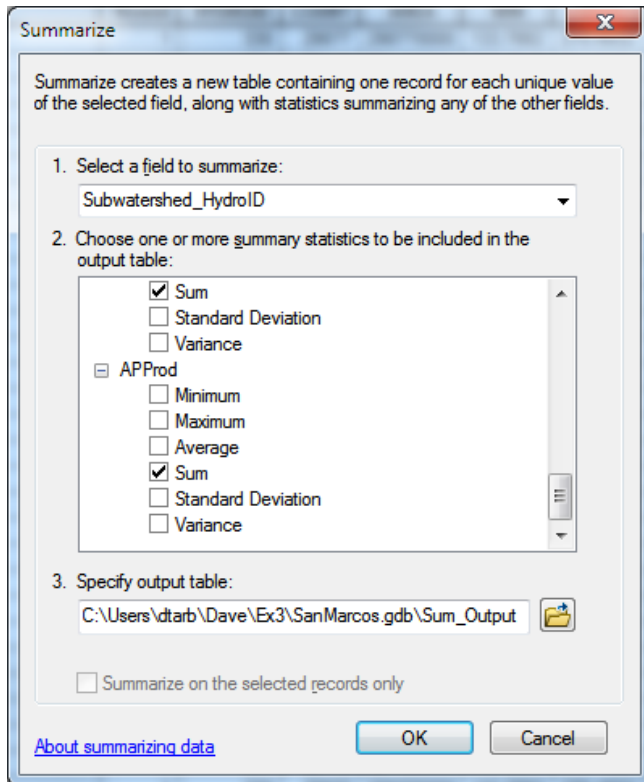 Summarize
Summarize creates a new table containing one record for each unique value
of the selected field, along with statistics summarizing any of the other fields.
1. Select a field to summarize:
Subwatershed_HydroID
2. Choose one or more summary statistics to be included in the
output table:
Sum
Standard Deviation
Variance
APProd
Minimum
Maximum
Average
Sum
Standard Deviation
Variance
3. Specify output table:
C:\Users\dtarb\Dave\Ex3\SanMarcos.gdb\Sum_Output
Summarize on the selected records only
About summarizing data
OK
Cancel